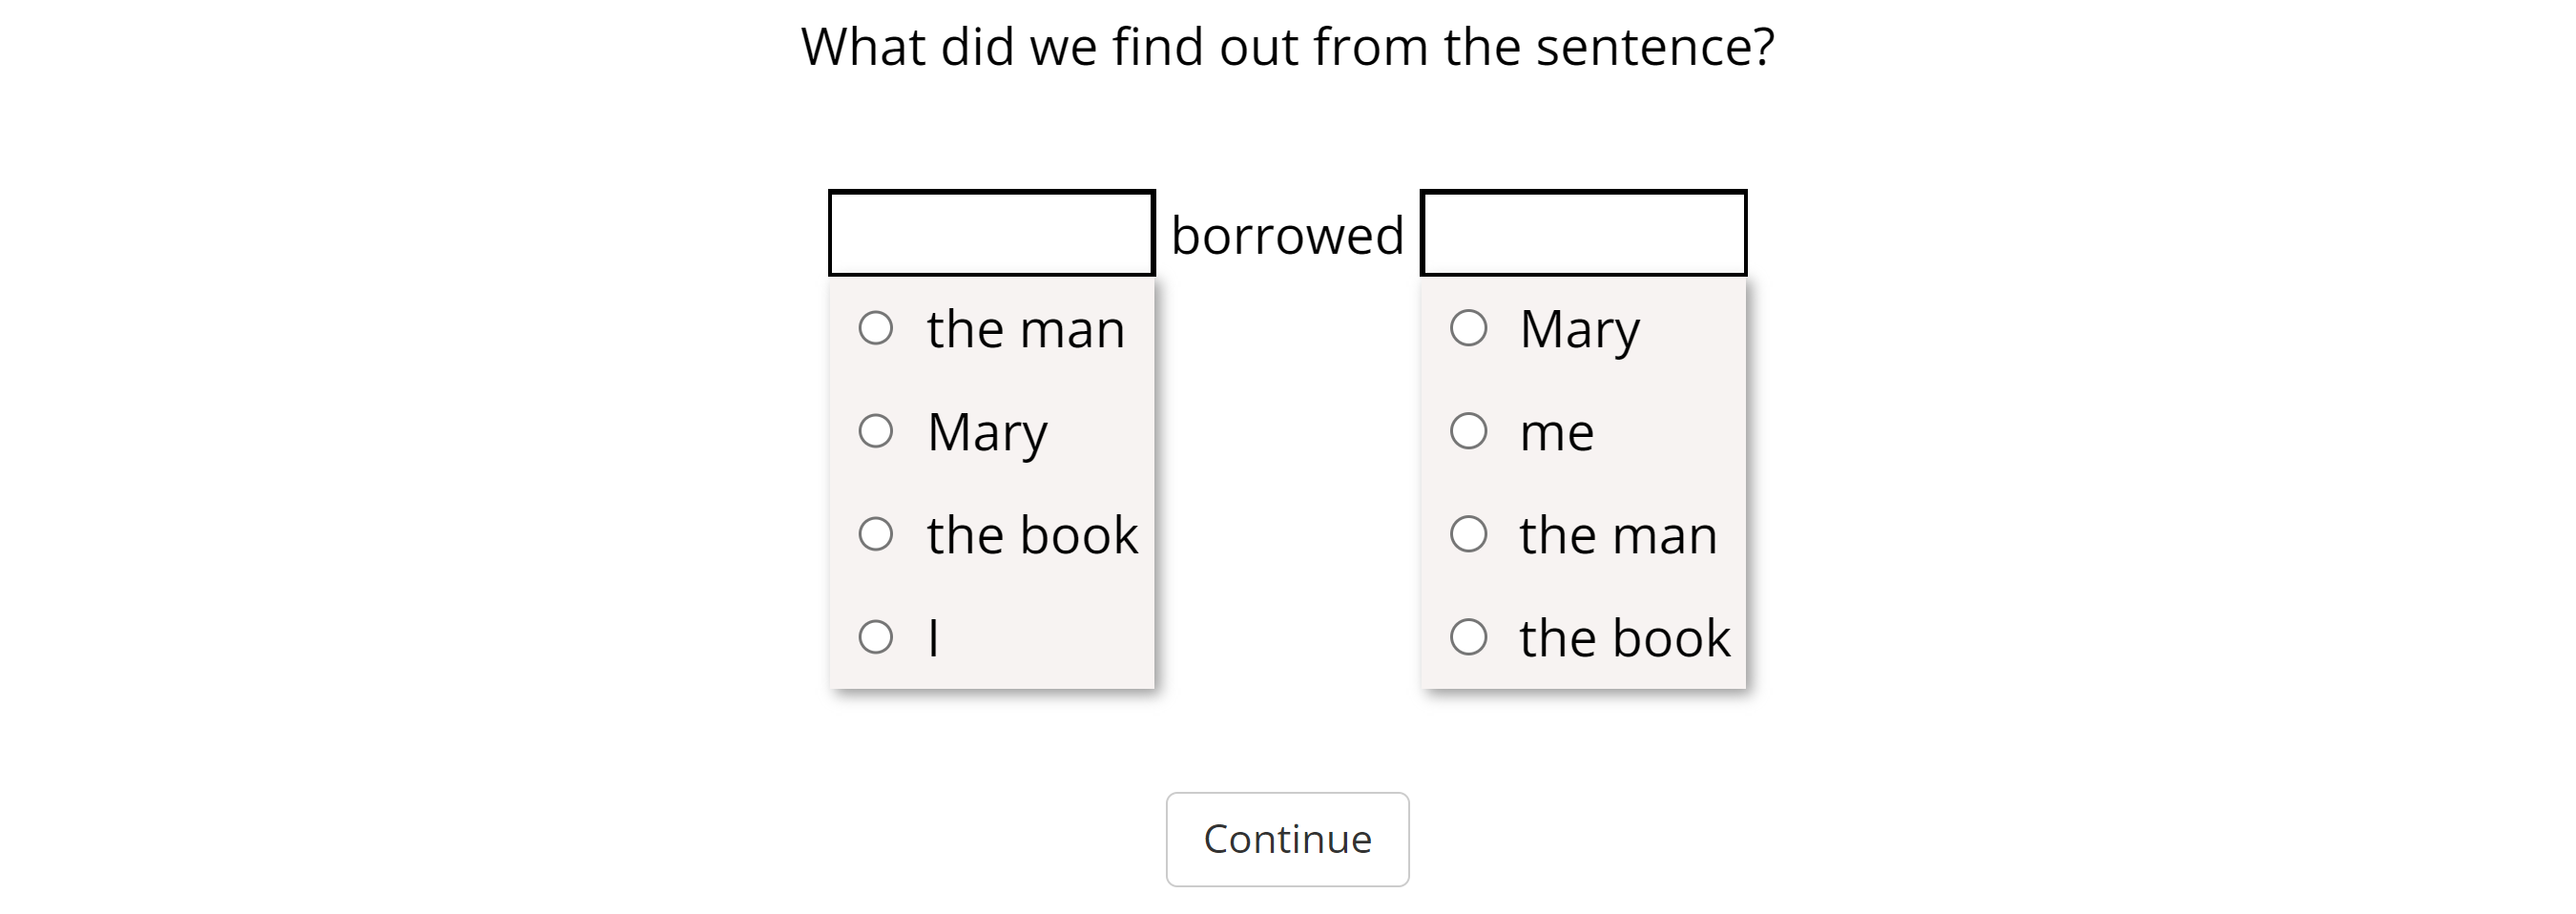 What did we find out from the sentence?
borrowed
the man
Mary
the book
I
Mary
me
the man
the book
Continue